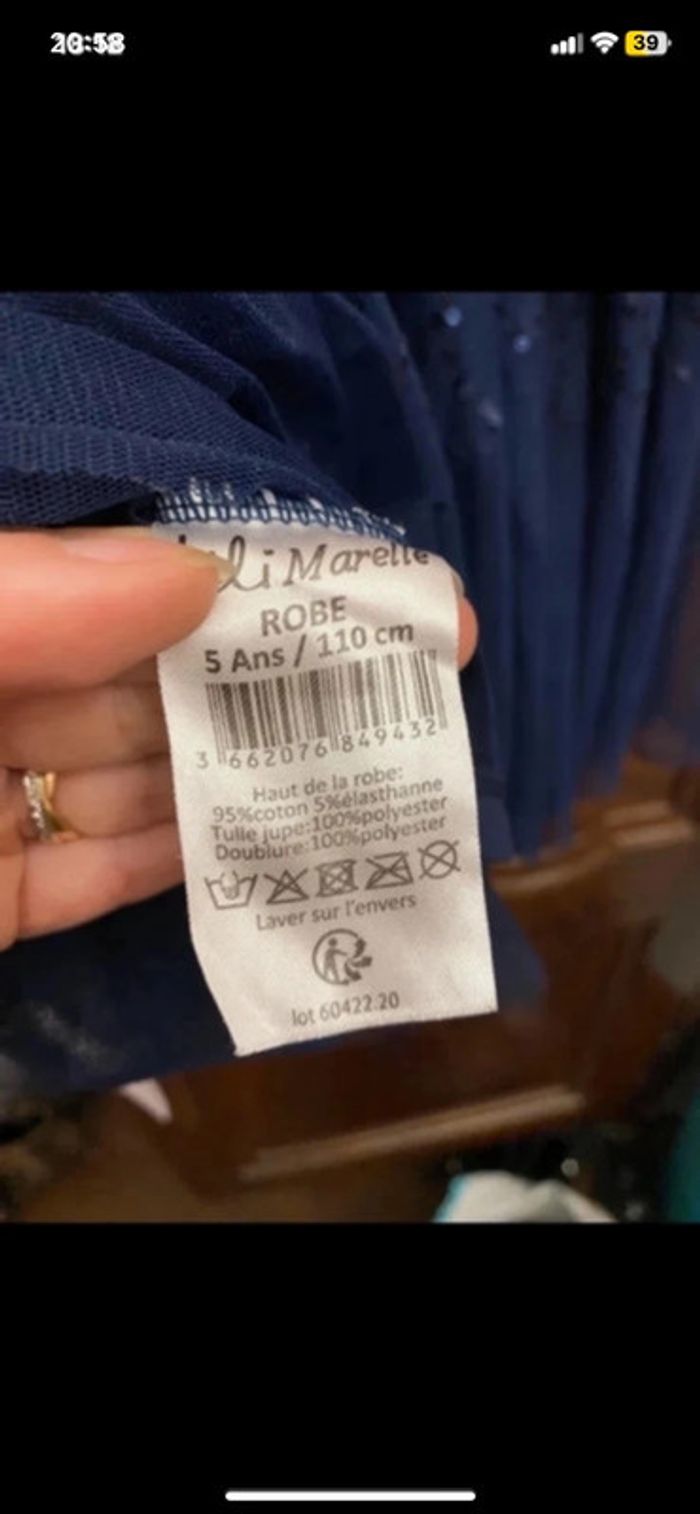 39
li Marelle
ROBE
5 Ans / 110 cm
3 662076 849432
Haut de la robe:
95%coton 5%élasthanne
Tulle jupe:100%polyester
Doublure:100%polyester
Laver sur l'envers
lot 60422.20